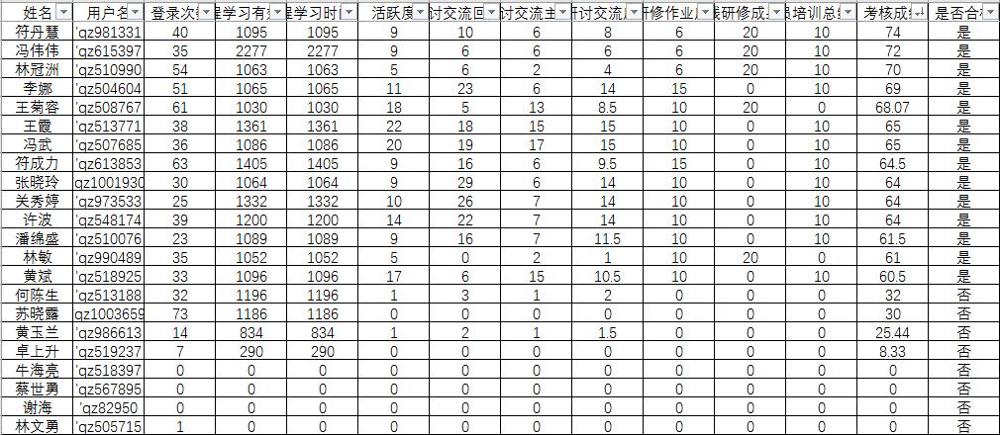 姓名 用户名 登录次 程学习有 程学习时 活跃度 讨交流回 讨交流主 研讨交流 研修作业 践研修成 培训总 考核成 是否合
符丹慧 'qz981331 40 1095 1095 9 10 6 8 6 20 10 74 是
冯伟伟 'qz615397 35 2277 2277 9 6 6 6 6 20 10 72 是
林冠洲 'qz510990 54 1063 1063 5 6 2 4 6 20 10 70 是
李娜 'qz504604 51 1065 1065 11 23 6 14 15 0 10 69 是
王菊容 'qz508767 61 1030 1030 18 5 13 8.5 10 20 0 68.07 是
王霞 'qz513771 38 1361 1361 22 18 15 15 10 0 10 65 是
冯武 'qz507685 36 1086 1086 20 19 17 15 10 0 10 65 是
符成力 'qz613853 63 1405 1405 9 16 6 9.5 15 0 10 64.5 是
张晓玲 'qz1001930 30 1064 1064 9 29 6 14 10 0 10 64 是
关秀婷 'qz973533 25 1332 1332 10 26 7 14 10 0 10 64 是
许波 'qz548174 39 1200 1200 14 22 7 14 10 0 10 64 是
潘绵盛 'qz510076 23 1089 1089 9 16 7 11.5 10 0 10 61.5 是
林敏 'qz990489 35 1052 1052 5 0 2 1 10 20 0 61 是
黄斌 'qz518925 33 1096 1096 17 6 15 10.5 10 0 10 60.5 是
何陈生 'qz513188 32 1196 1196 1 3 1 2 0 0 0 32 否
苏晓露 'qz1003659 73 1186 1186 0 0 0 0 0 0 0 30 否
黄玉兰 'qz986613 14 834 834 1 2 1 1.5 0 0 0 25.44 否
卓上升 'qz519237 7 290 290 0 0 0 0 0 0 0 8.33 否
牛海亮 'qz518397 0 0 0 0 0 0 0 0 0 0 0 否
蔡世勇 'qz567895 0 0 0 0 0 0 0 0 0 0 0 否
谢海 'qz82950 0 0 0 0 0 0 0 0 0 0 0 否
林文勇 'qz505715 1 0 0 0 0 0 0 0 0 0 0 否